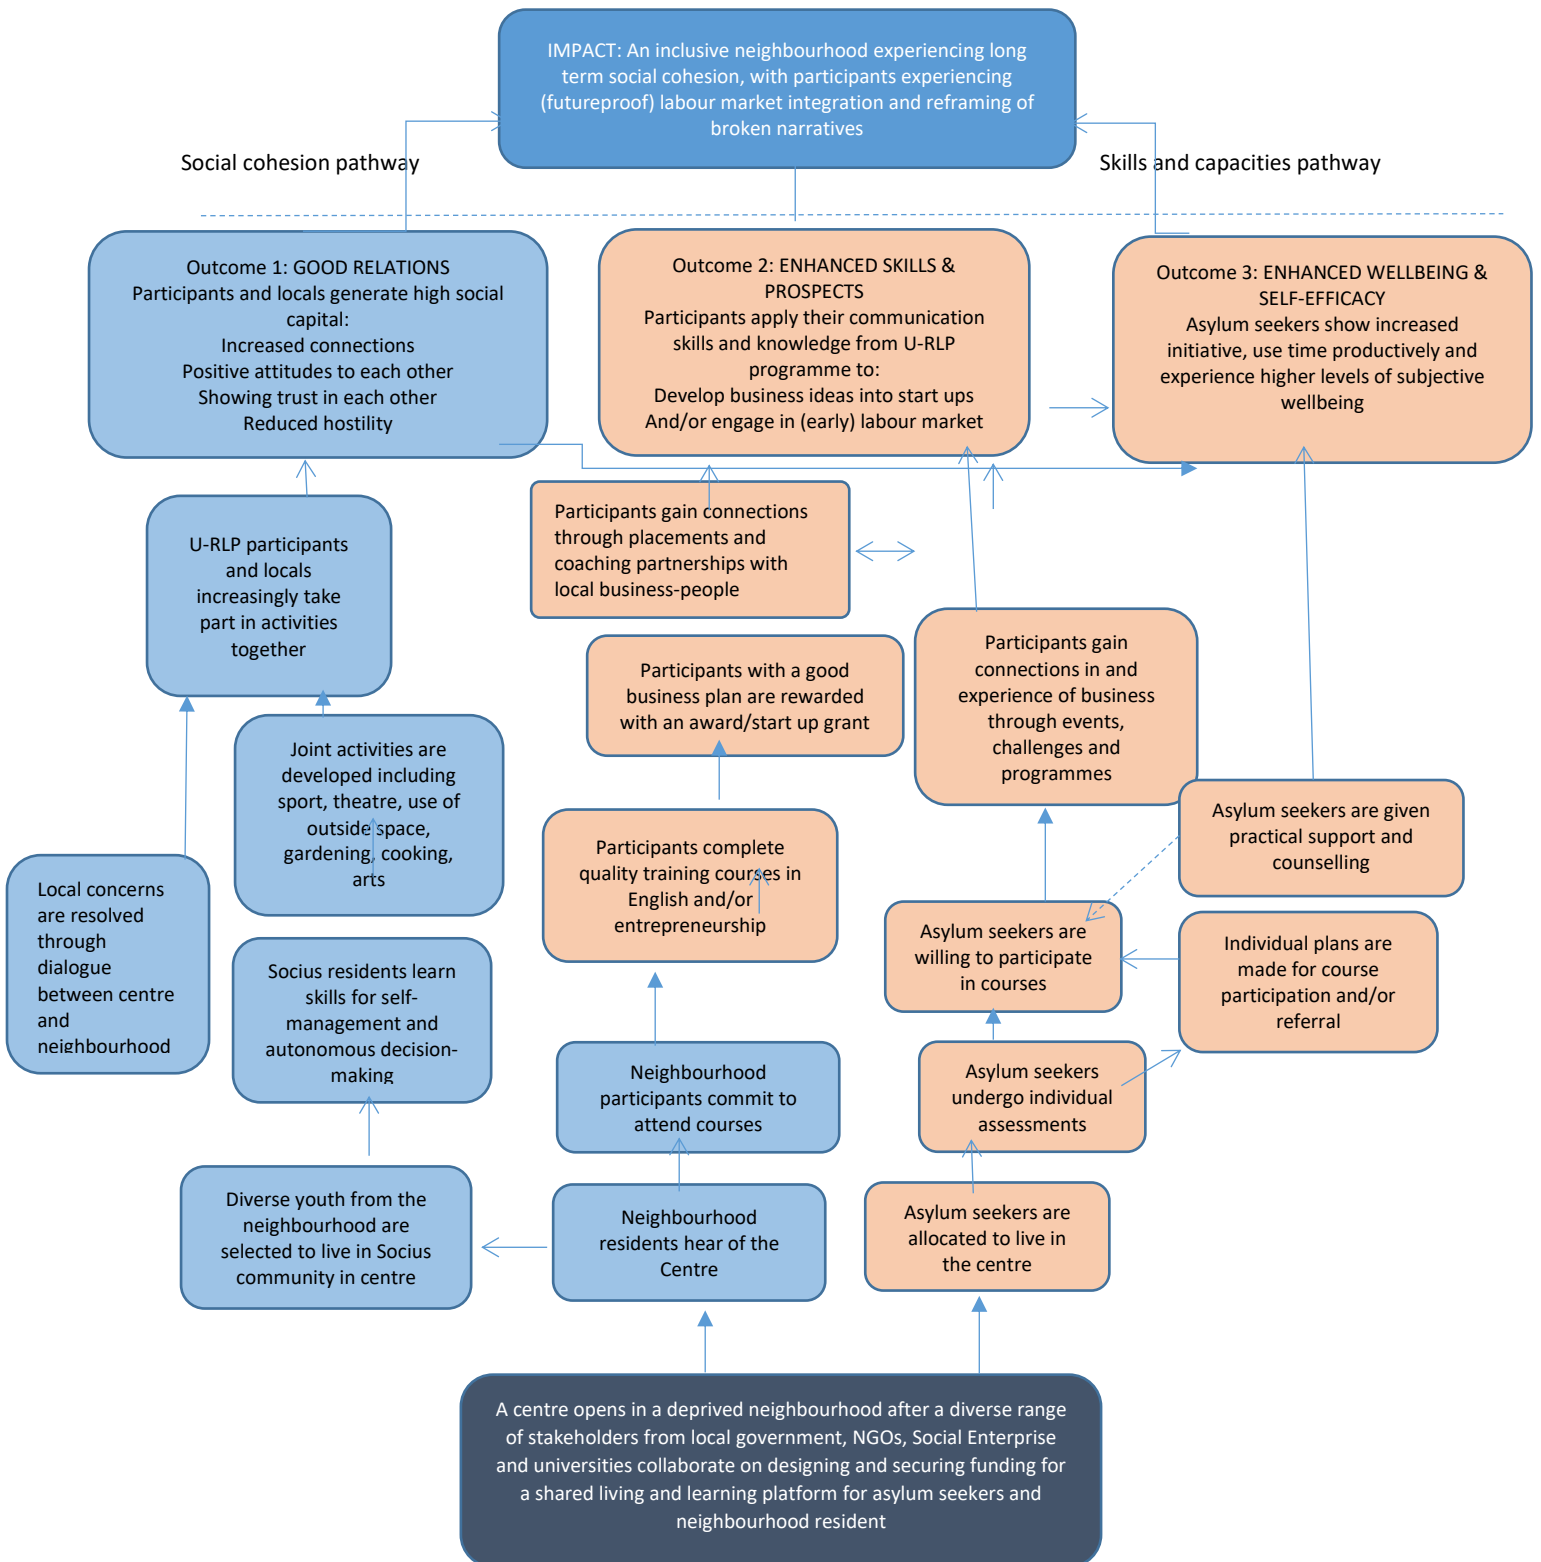 IMPACT: An inclusive neighbourhood experiencing long
term social cohesion, with participants experiencing
(futureproof) labour market integration and reframing of
broken narratives
Social cohesion pathway
Skills and capacities pathway
Outcome 1: GOOD RELATIONS
Participants and locals generate high social
capital:
Increased connections
Positive attitudes to each other
Showing trust in each other
Reduced hostility
Outcome 2: ENHANCED SKILLS &
PROSPECTS
Participants apply their communication
skills and knowledge from U-RLP
programme to:
Develop business ideas into start ups
And/or engage in (early) labour market
Outcome 3: ENHANCED WELLBEING &
SELF-EFFICACY
Asylum seekers show increased
initiative, use time productively and
experience higher levels of subjective
wellbeing
U-RLP participants
and locals
increasingly take
part in activities
together
Participants gain connections
through placements and
coaching partnerships with
local business-people
Participants with a good
business plan are rewarded
with an award/start up grant
Participants gain
connections in and
experience of business
through events,
challenges and
programmes
Joint activities are
developed including
sport, theatre, use of
outside space,
gardening, cooking,
arts
Asylum seekers are given
practical support and
counselling
Participants complete
quality training courses in
English and/or
entrepreneurship
Local concerns
are resolved
through
dialogue
between centre
and
neighbourhood
Asylum seekers are
willing to participate
in courses
Individual plans are
made for course
participation and/or
referral
Socius residents learn
skills for self-
management and
autonomous decision-
making
Neighbourhood
participants commit to
attend courses
Asylum seekers
undergo individual
assessments
Diverse youth from the
neighbourhood are
selected to live in Socius
community in centre
Neighbourhood
residents hear of the
Centre
Asylum seekers are
allocated to live in
the centre
A centre opens in a deprived neighbourhood after a diverse range
of stakeholders from local government, NGOs, Social Enterprise
and universities collaborate on designing and securing funding for
a shared living and learning platform for asylum seekers and
neighbourhood resident